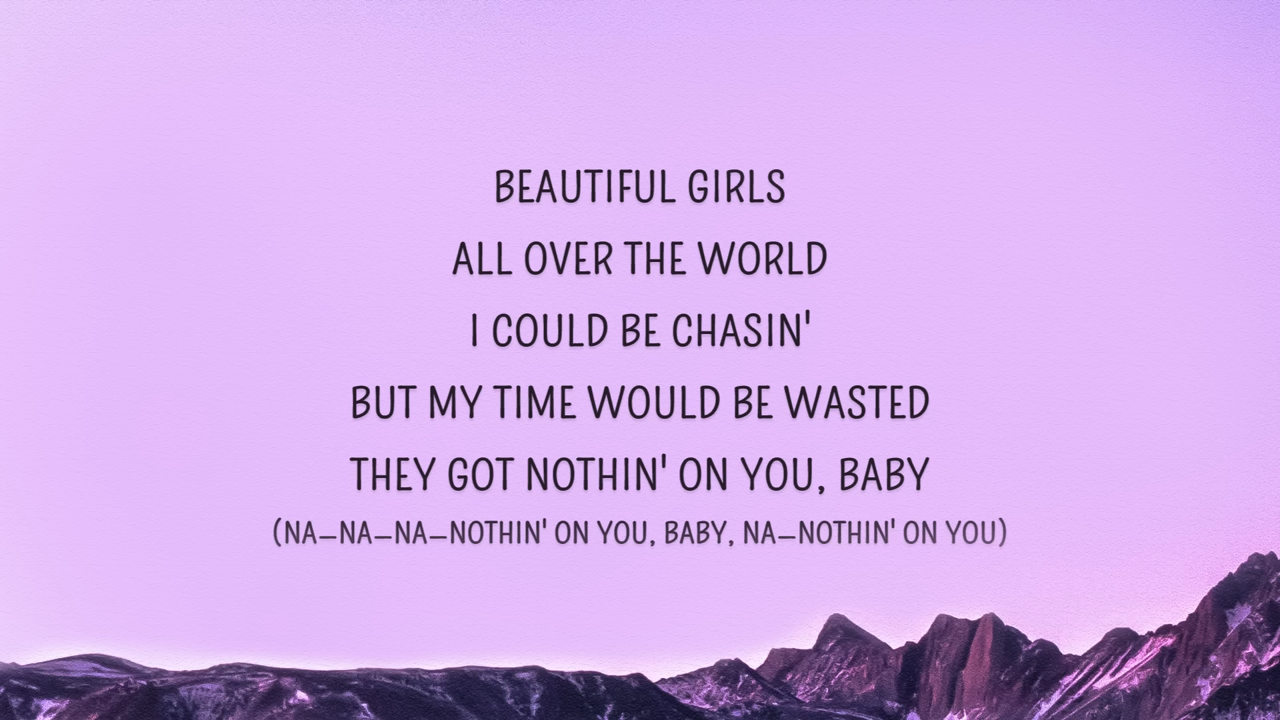 BEAUTIFUL GIRLS
ALL OVER THE WORLD
I COULD BE CHASIN'
BUT MY TIME WOULD BE WASTED
THEY GOT NOTHIN' ON YOU, BABY
(NA–NA–NA–NOTHIN' ON YOU, BABY, NA–NOTHIN' ON YOU)